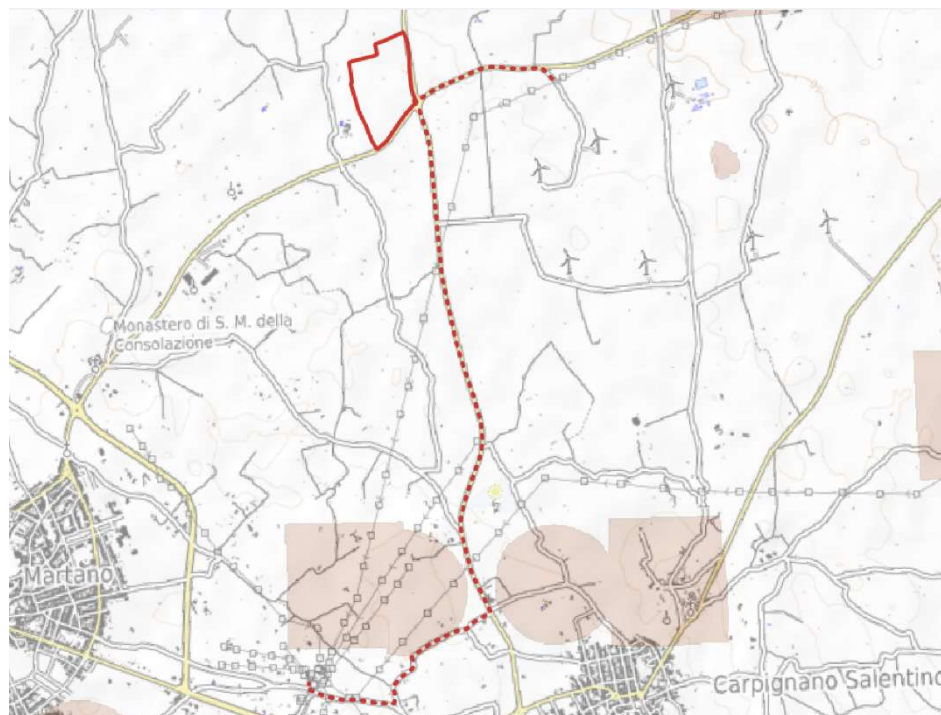 Monastero di S. M. della
Consolazione
Martano
Carpignano Salentino